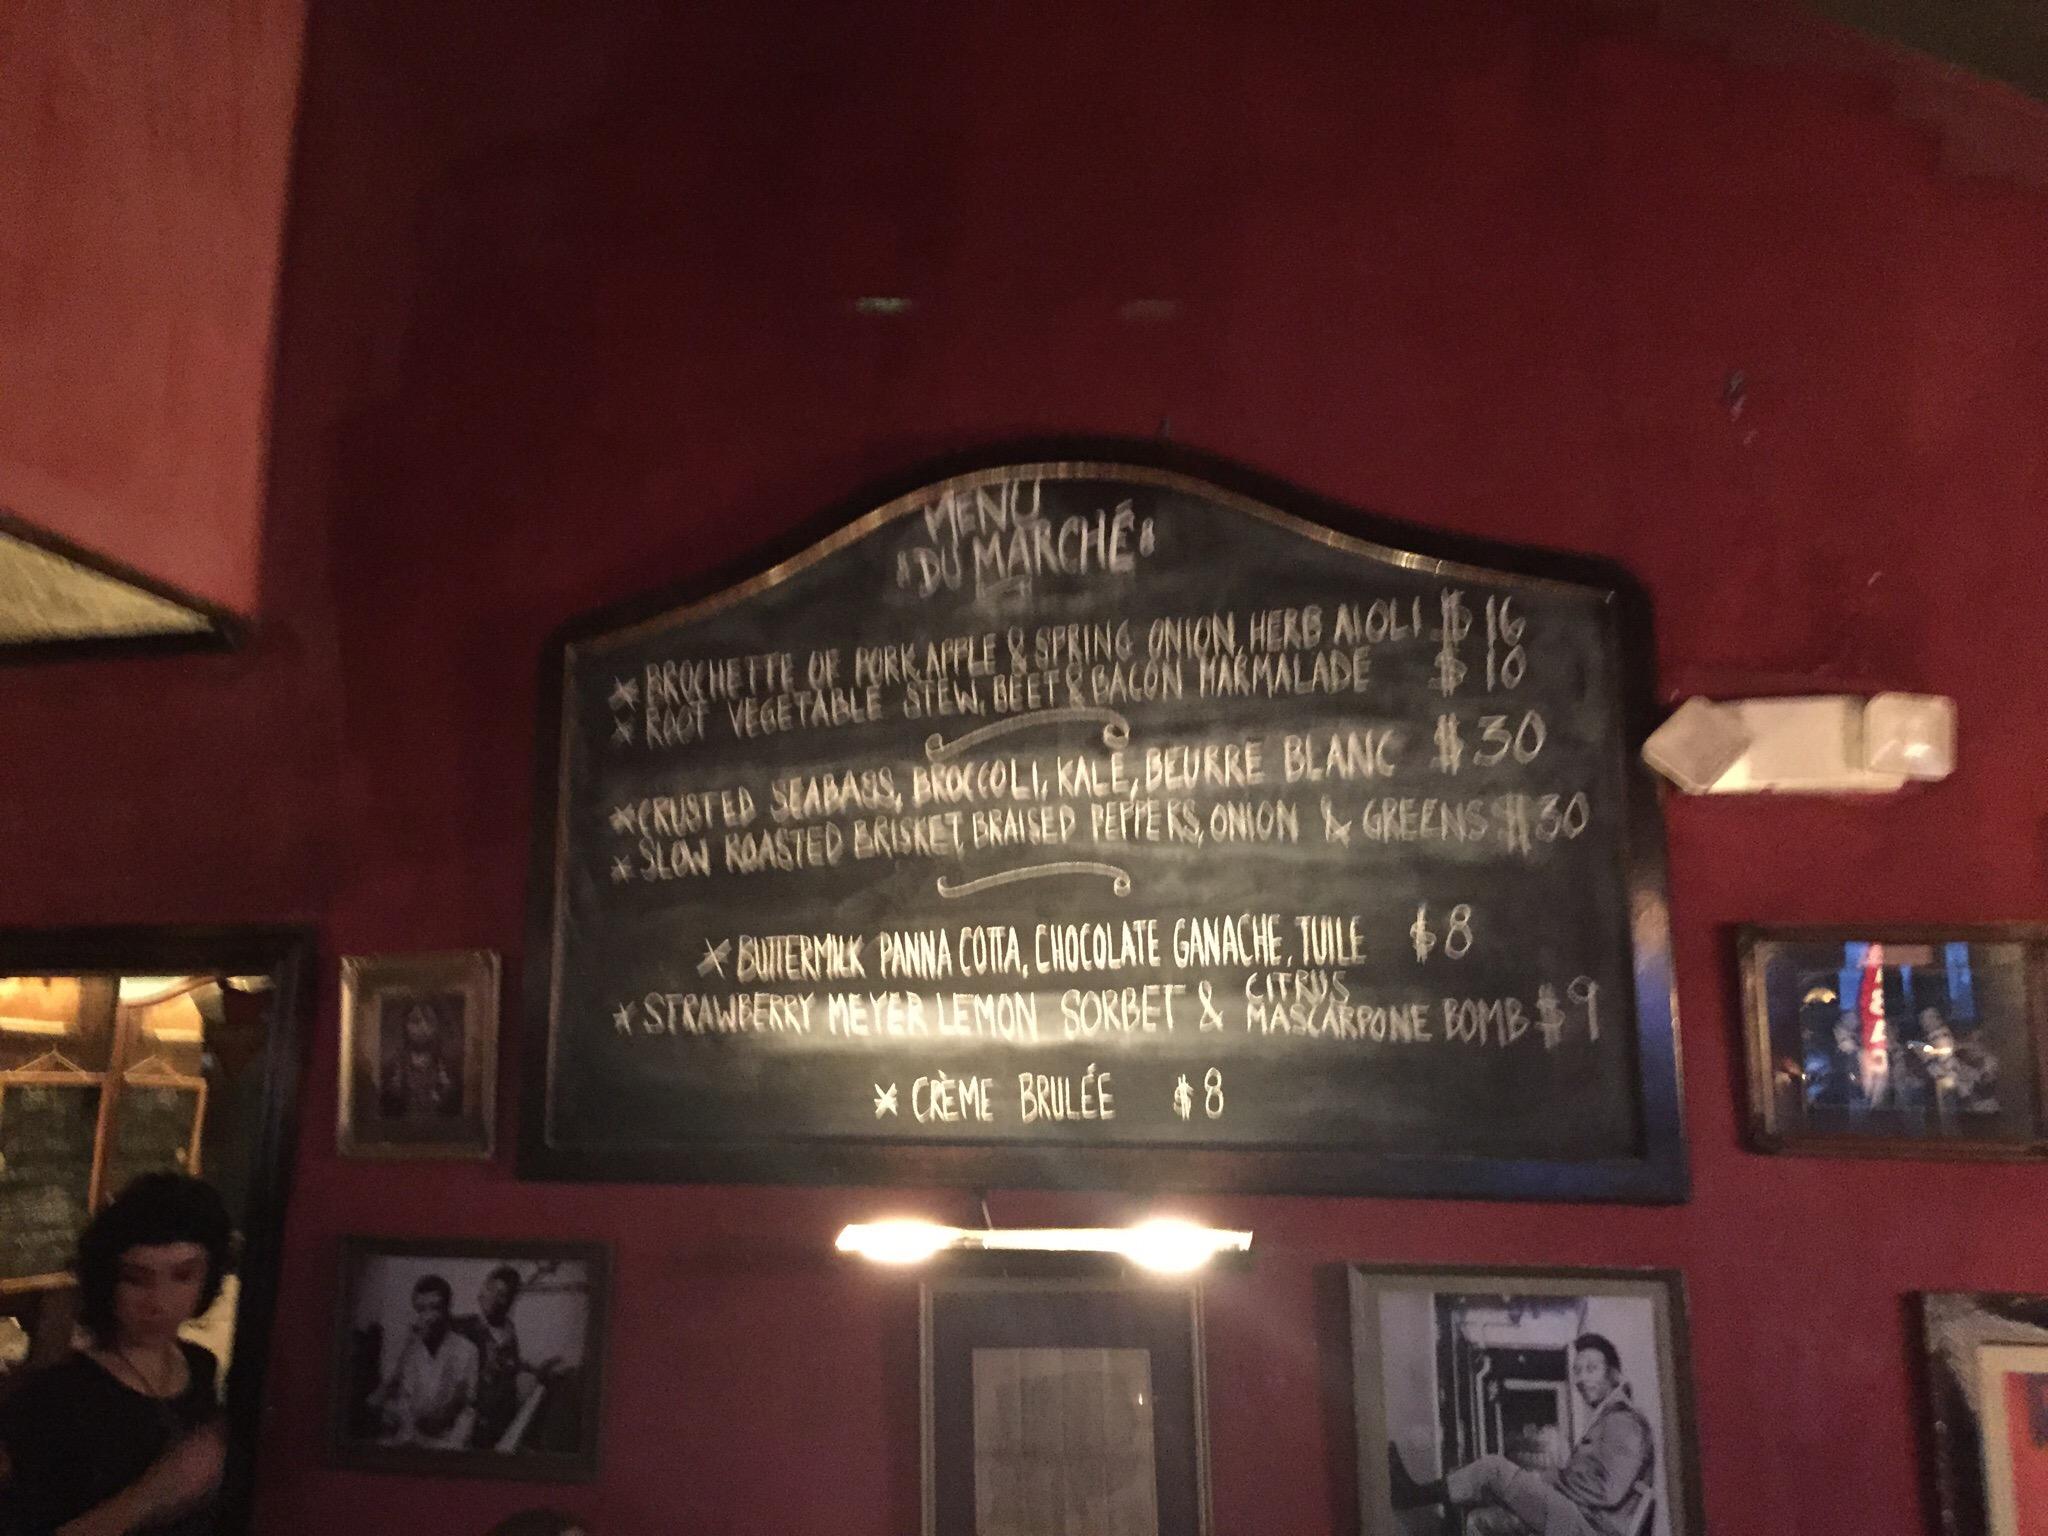 MENU
"DU MARCHÉ"
* BROCHETTE OF PORK, APPLE & SPRING ONION, HERB AIOLI $16
* ROOT VEGETABLE STEW, BEET & BACON MARMALADE $10
* CRUSTED SEABASS, BROCCOLI, KALE, BEURRE BLANC $30
* SLOW ROASTED BRISKET, BRAISED PEPPERS, ONION & GREENS $30
* BUTTERMILK PANNA COTTA, CHOCOLATE GANACHE, TUILE $8
* STRAWBERRY MEYER LEMON SORBET & CITRUS MASCARPONE BOMB $9
* CRÈME BRULÉE $8